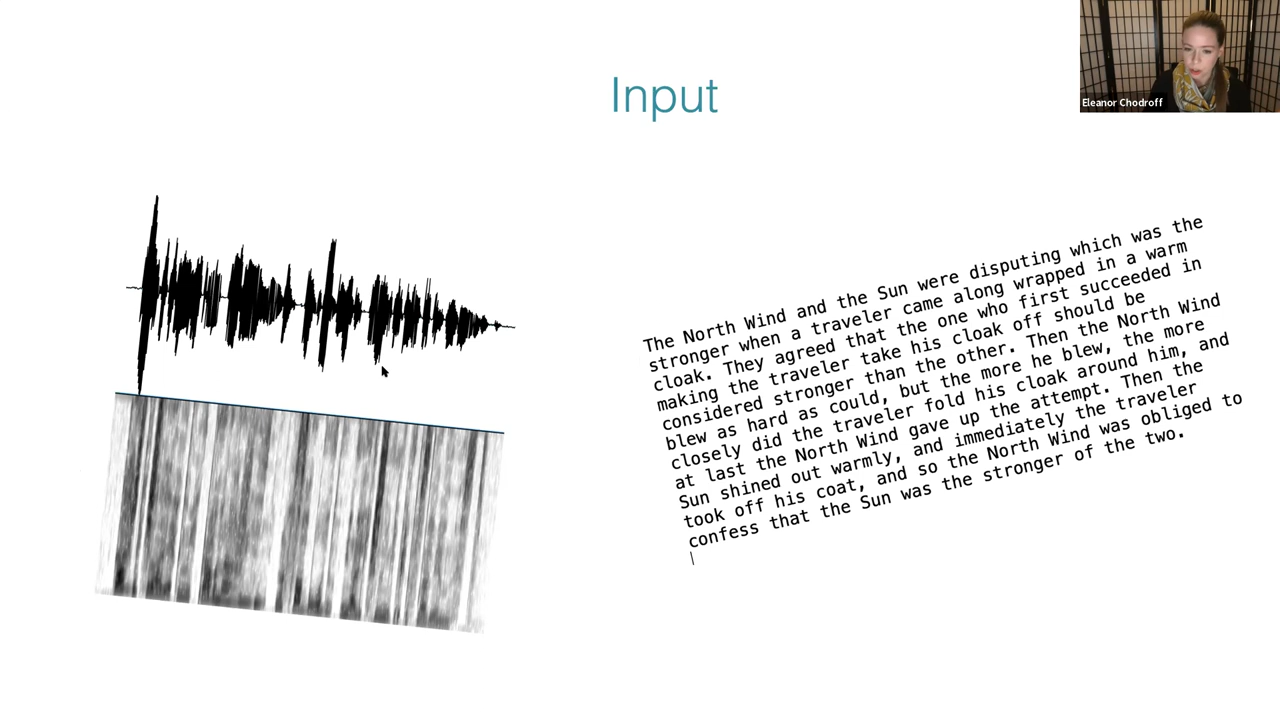 Input
Eleanor Chodroff
The North Wind and the Sun were disputing which was the
stronger when a traveler came along wrapped in a warm
cloak. They agreed that the one who first succeeded in
making the traveler take his cloak off should be
considered stronger than the other. Then the North Wind
blew as hard as could, but the more he blew, the more
closely did the traveler fold his cloak around him, and
at last the North Wind gave up the attempt. Then the
Sun shined out warmly, and immediately the traveler
took off his coat, and so the North Wind was obliged to
confess that the Sun was the stronger of the two.